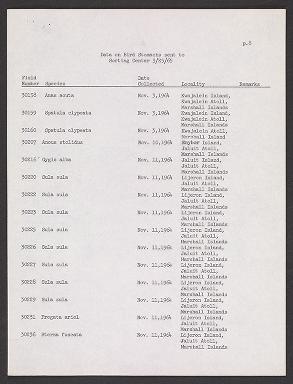 p.8
Data on Bird Stomachs sent to
Sorting Center 3/25/65
Field Date
Number Species Collected Locality Remarks
30158 Anas acuta Nov. 3,1964 Kwajalein Island,
Kwajalein Atoll,
Marshall Islands
30159 Spatula clypeata Nov. 3,1964 Kwajalein Island,
Kwajalein Atoll,
Marshall Islands
30160 Spatula clypeata Nov. 3,1964 Kwajalein Island,
Kwajalein Atoll,
Marshall Island
30207 Anous stolidus Nov. 10,1964 Island,
Jaluit Atoll,
Marshall Islands
30216 Gygis alba Nov. 11,1964 Jaluit Island,
Jaluit Atoll,
Marshall Islands
30220 Sula sula Nov. 11,1964 Lijeron Island,
Jaluit Atoll,
Marshall Islands
30222 Sula sula Nov. 11,1964 Lijeron Island,
Jaluit Atoll,
Marshall Islands
30223 Sula sula Nov. 11,1964 Lijeron Island,
Jaluit Atoll,
Marshall Islands
30225 Sula sula Nov. 11,1964 Lijeron Island,
Jaluit Atoll,
Marshall Islands
30226 Sula sula Nov. 11,1964 Lijeron Island,
Jaluit Atoll,
Marshall Islands
30227 Sula sula Nov. 11,1964 Lijeron Island,
Jaluit Atoll,
Marshall Islands
30228 Sula sula Nov. 11,1964 Lijeron Island,
Jaluit Atoll,
Marshall Islands
30229 Sula sula Nov. 11,1964 Lijeron Island,
Jaluit Atoll,
Marshall Islands
30231 Fregata ariel Nov. 11,1964 Lijeron Island,
Jaluit Atoll,
Marshall Islands
30236 Sterna fuscata Nov. 11,1964 Lijeron Island,
Jaluit Atoll,
Marshall Islands